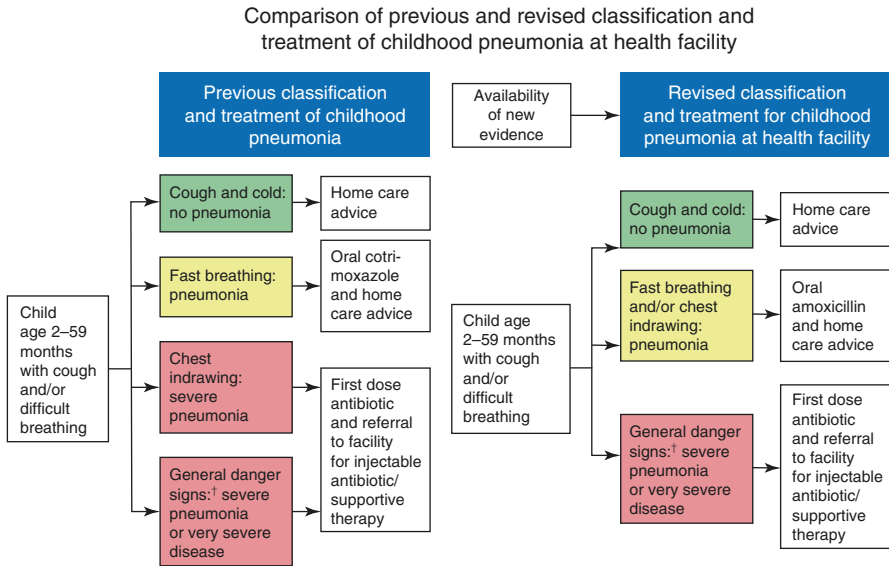 Comparison of previous and revised classification and
treatment of childhood pneumonia at health facility
Previous classification
and treatment of childhood
pneumonia
Availability
of new
evidence
Revised classification
and treatment for childhood
pneumonia at health facility
Child
age 2–59
months
with cough
and/or
difficult
breathing
Cough and cold:
no pneumonia
Home care
advice
Fast breathing:
pneumonia
Oral cotri-
moxazole
and home
care advice
Chest
indrawing:
severe
pneumonia
General danger
signs:† severe
pneumonia
or very severe
disease
First dose
antibiotic
and referral
to facility
for injectable
antibiotic/
supportive
therapy
Child age
2–59 months
with cough
and/or
difficult
breathing
Cough and cold:
no pneumonia
Home care
advice
Fast breathing
and/or chest
indrawing:
pneumonia
Oral
amoxicillin
and home
care advice
General danger
signs:† severe
pneumonia
or very severe
disease
First dose
antibiotic
and referral
to facility
for injectable
antibiotic/
supportive
therapy